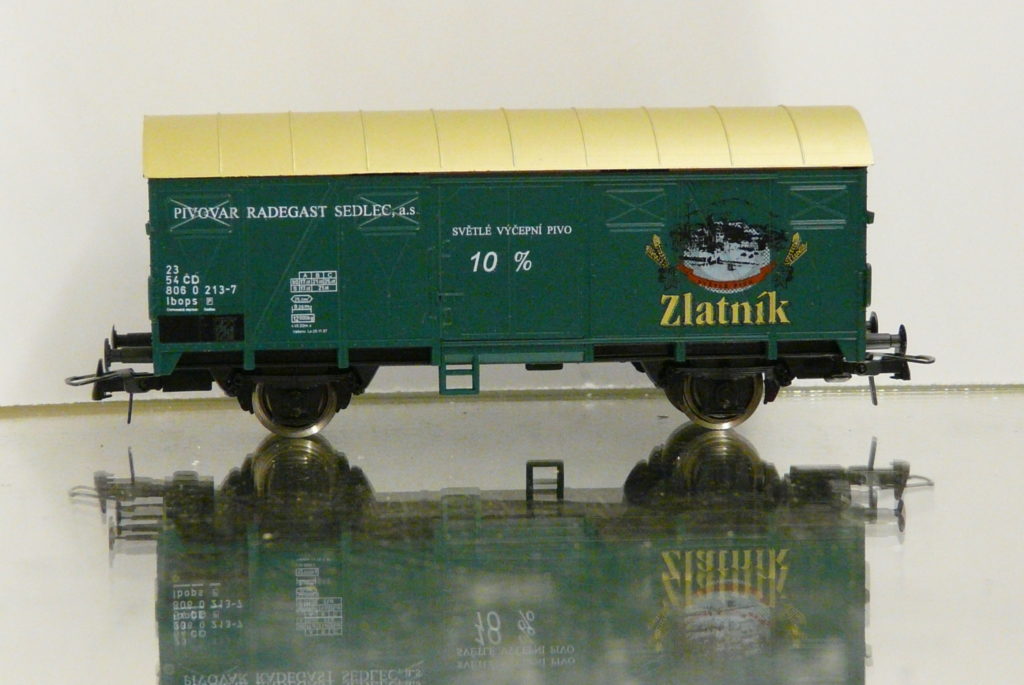 PIVOVAR RADEGAST SEDLEC, a.s
SVĚTLÉ VÝČEPNÍ PIVO
10 %
23
54 ČD
806 0 213-7
Ibops P
A B C
Zlatník